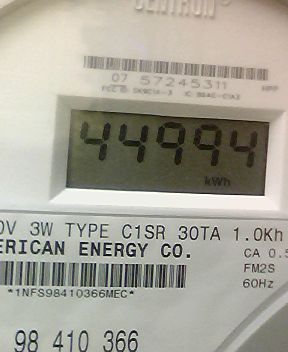 CENTRON
07 57245311
44994
kWh
0V 3W TYPE C1SR 30TA 1.0Kh
ERICAN ENERGY CO.
CA 0.5
FM2S
60Hz
*1NFS98410366MEC*
98 410 366